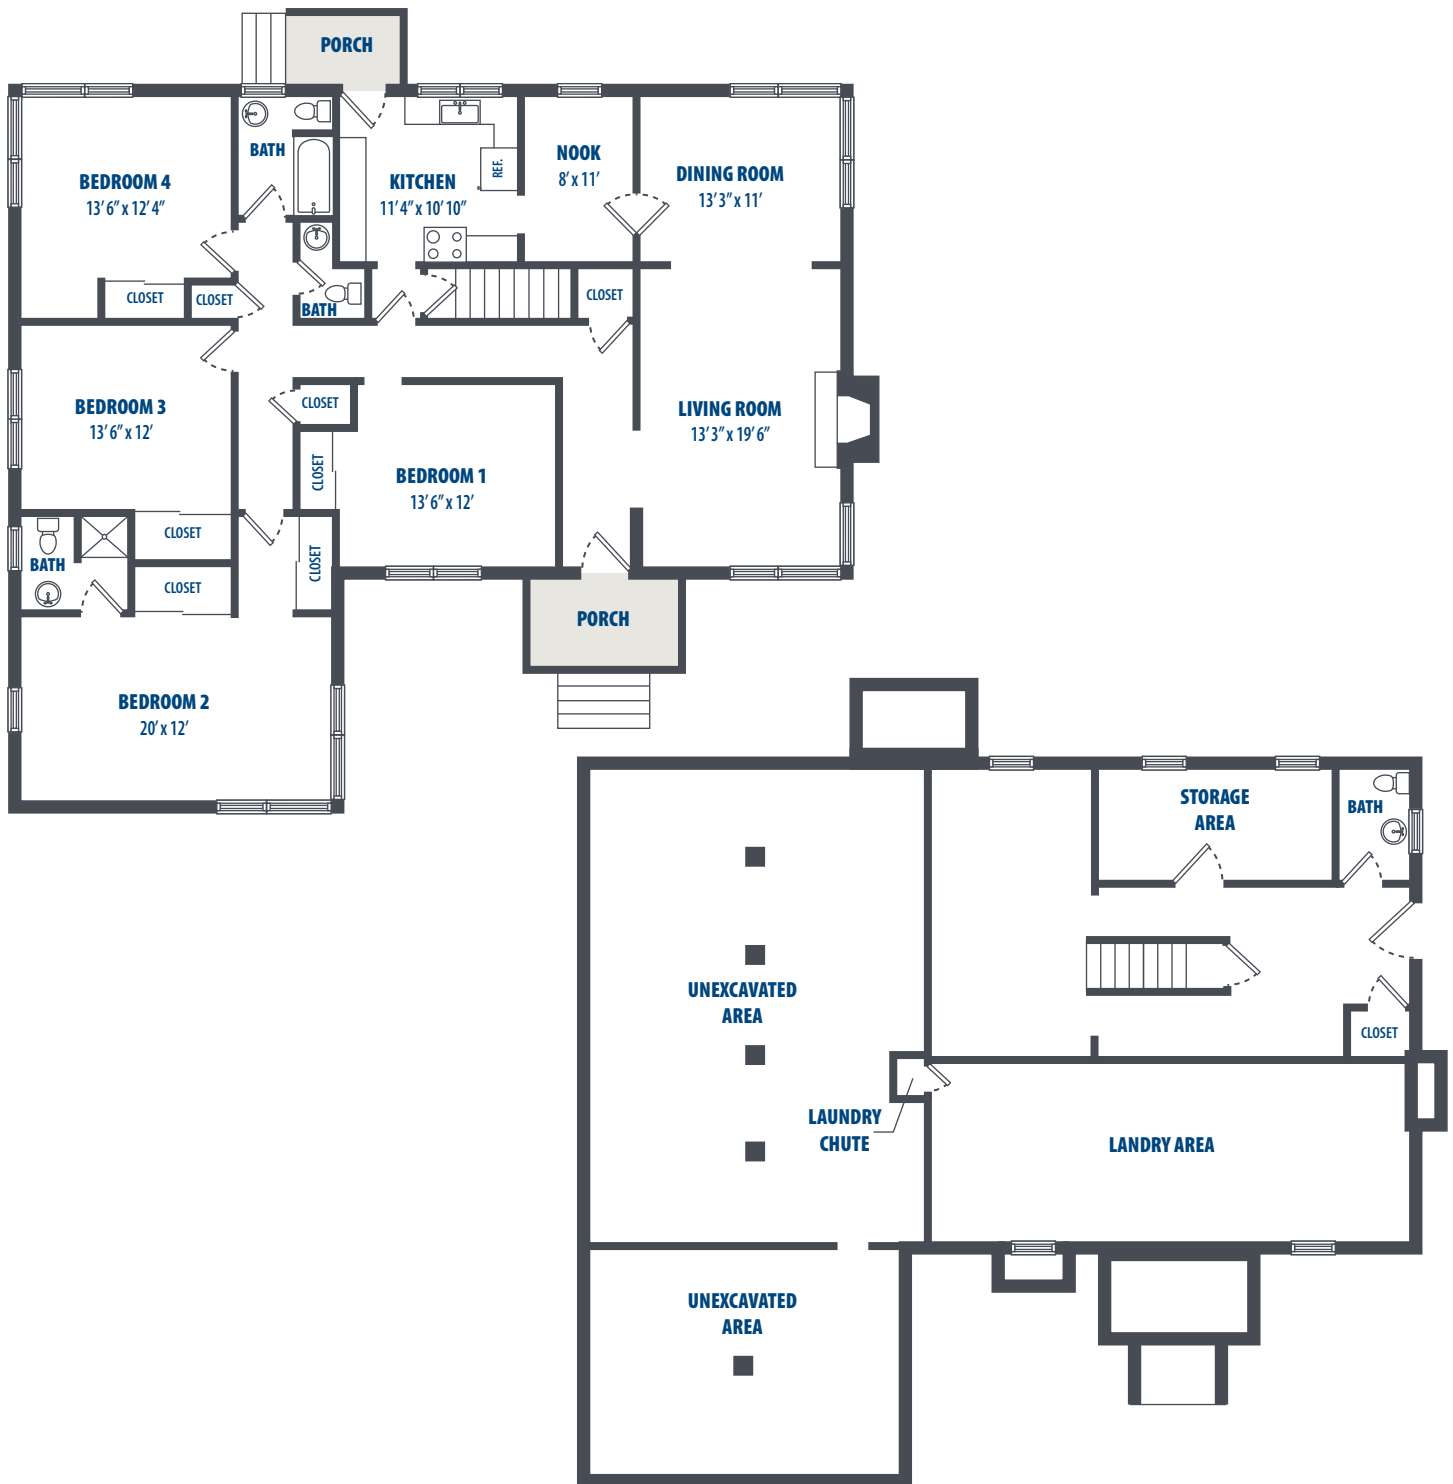 PORCH
BATH
BEDROOM 4
13' 6" x 12' 4"
KITCHEN
11' 4" x 10' 10"
REF.
NOOK
8' x 11'
DINING ROOM
13' 3" x 11'
CLOSET
CLOSET
BATH
CLOSET
BEDROOM 3
13' 6" x 12'
CLOSET
CLOSET
BEDROOM 1
13' 6" x 12'
LIVING ROOM
13' 3" x 19' 6"
CLOSET
BATH
CLOSET
CLOSET
PORCH
BEDROOM 2
20' x 12'
STORAGE
AREA
BATH
UNEXCAVATED
AREA
CLOSET
LAUNDRY
CHUTE
LANDRY AREA
UNEXCAVATED
AREA